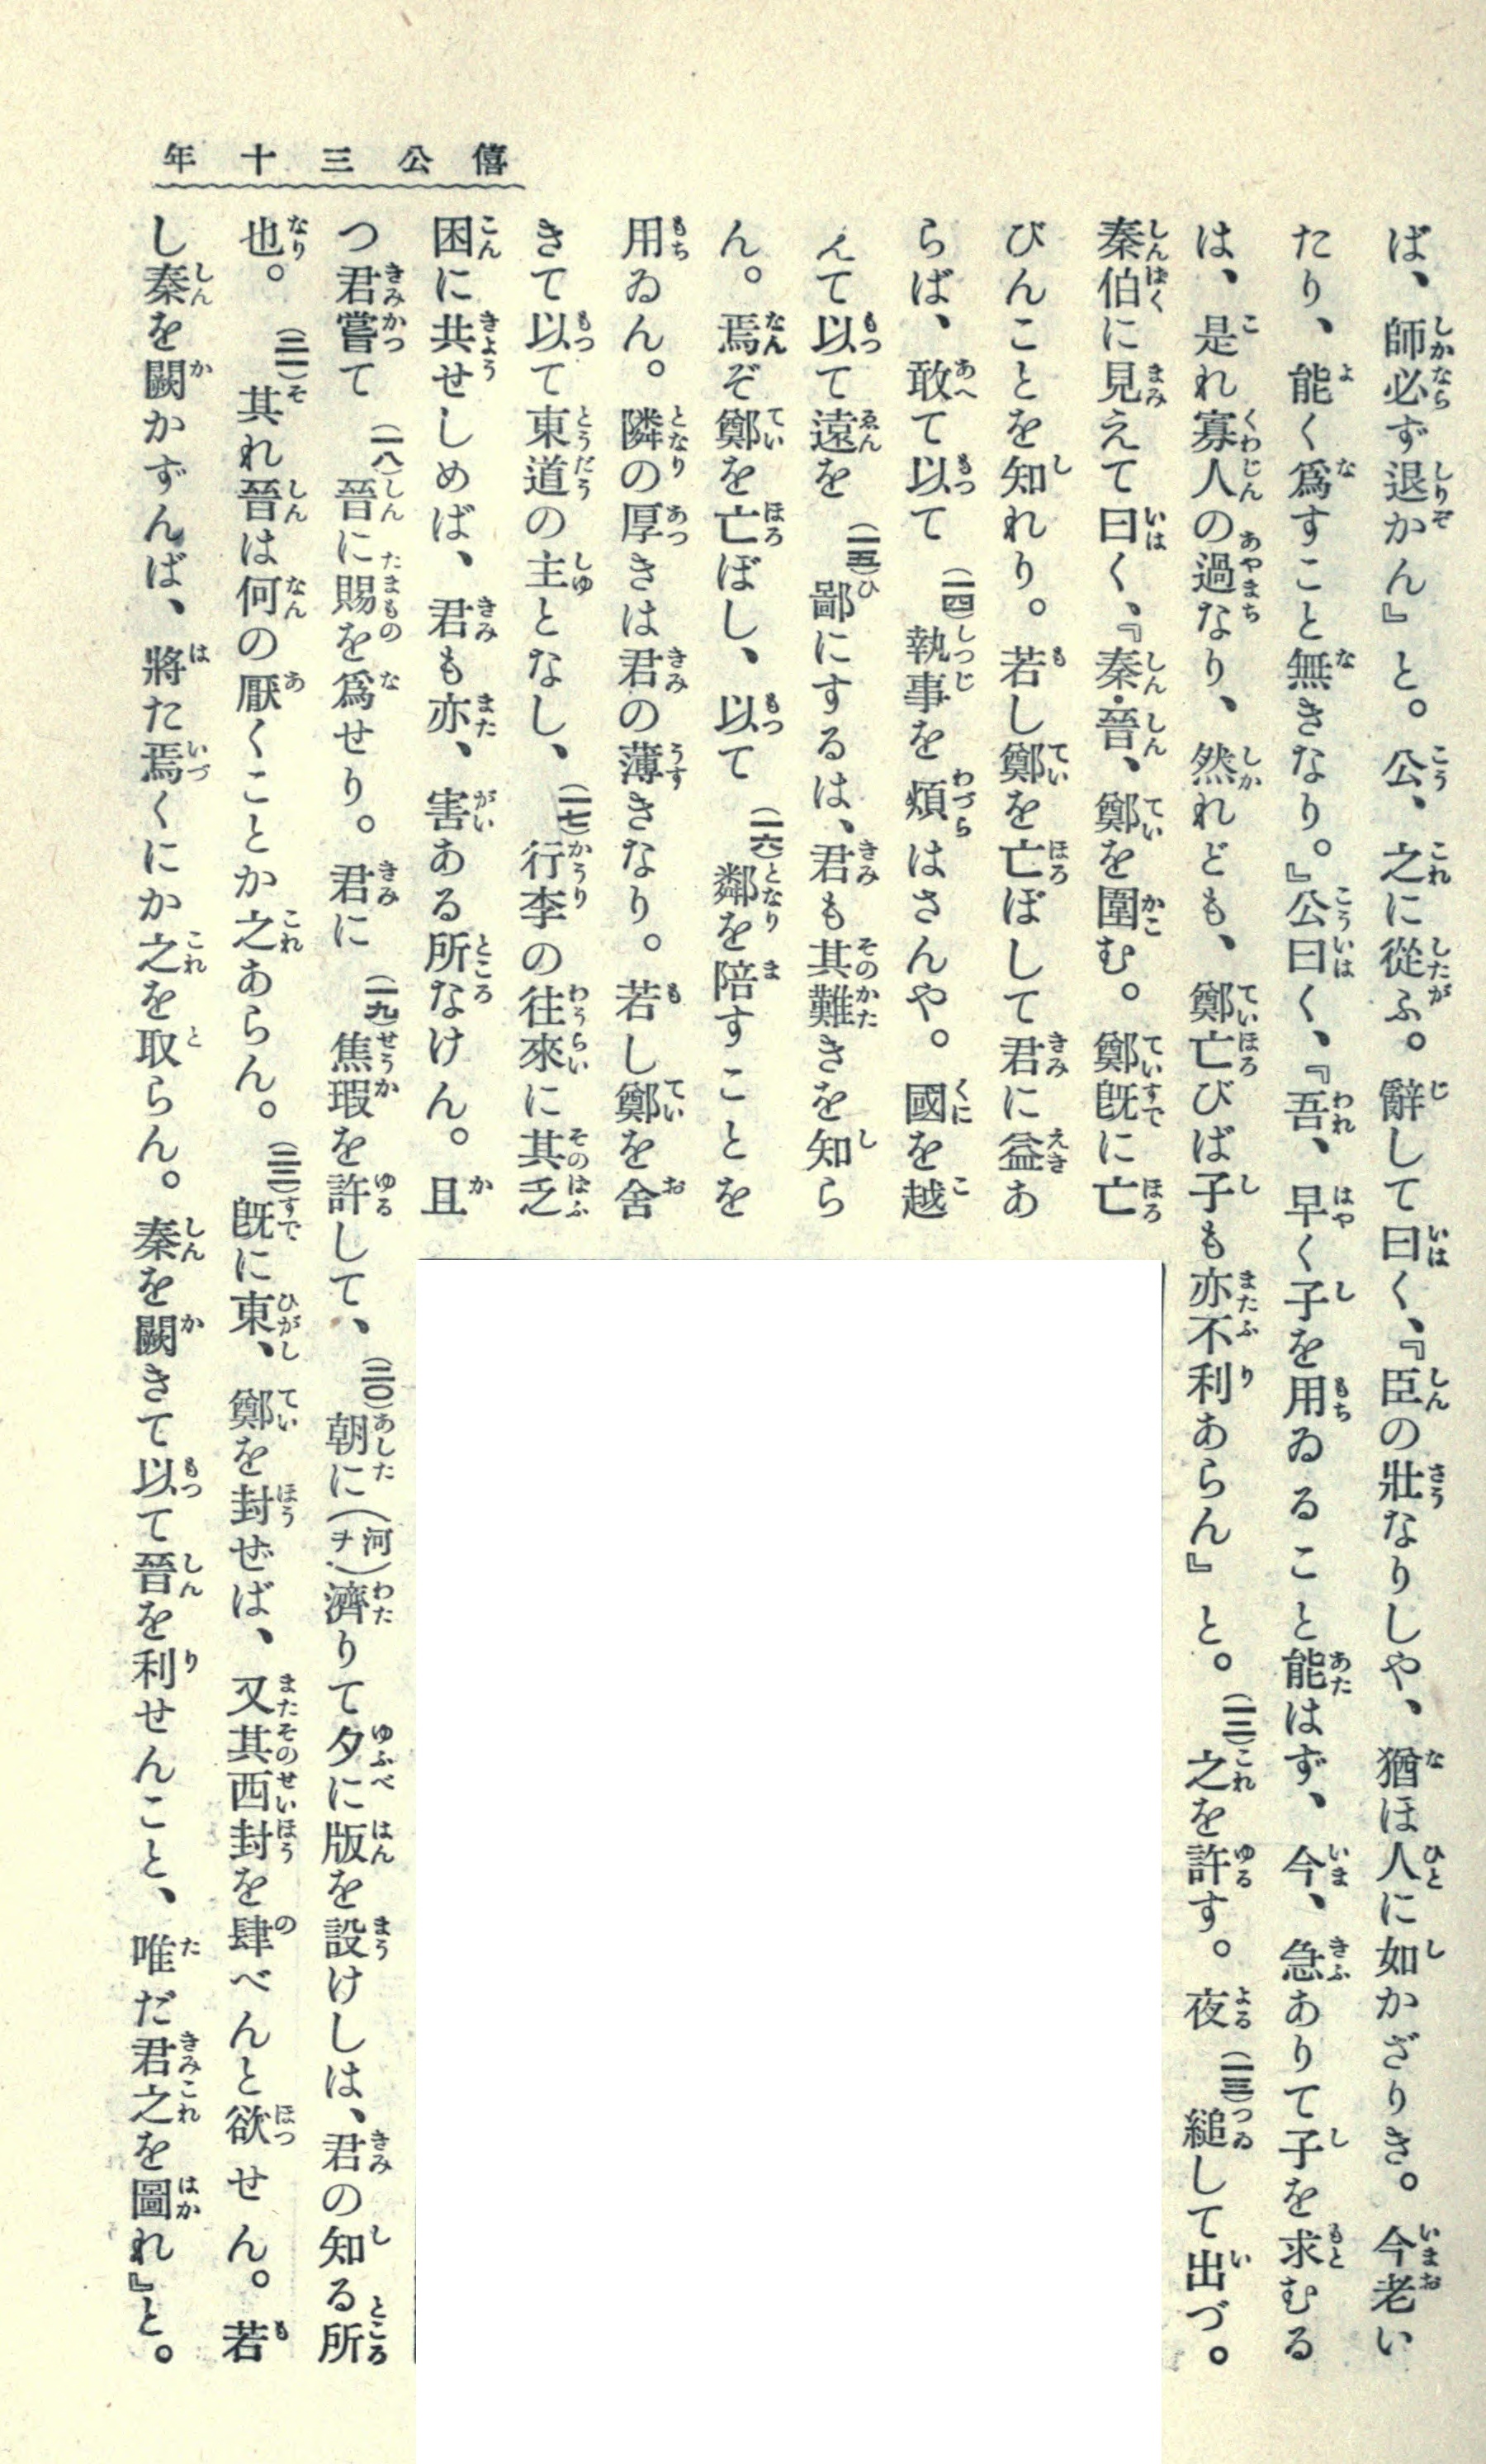 僖公三十年
ば、師必ず退かん』と。公、之に從ふ。辭して曰く、『臣の壯なりしや、猶ほ人に如かざりき。今老い
たり、能く爲すこと無きなり。』公曰く、『吾、早く子を用ゐること能はず、今、急ありて子を求むる
は、是れ寡人の過なり、然れども、鄭亡びば子も亦不利あらん』と。(一二)之を許す。夜(一三)縋して出づ。
秦伯に見えて曰く、『秦・晉、鄭を圍む。鄭既に亡
びんことを知れり。若し鄭を亡ぼして君に益あ
らば、敢て以て(一四)執事を煩はさんや。國を越
えて以て遠を(一五)鄙にするは、君も其難きを知ら
ん。焉ぞ鄭を亡ぼし、以て(一六)鄰を陪すことを
用ゐん。隣の厚きは君の薄きなり。若し鄭を舍
きて以て東道の主となし、(一七)行李の往來に其乏
困に共せしめば、君も亦、害ある所なけん。且
つ君嘗て(一八)晉に賜を爲せり。君に(一九)焦瑕を許して、(二〇)朝に(河ヲ)濟りて夕に版を設けしは、君の知る所
也。(二一)其れ晉は何の厭くことか之あらん。(二二)既に東、鄭を封ぜば、又其西封を肆べんと欲せん。若
し秦を闕かずんば、將た焉くにか之を取らん。秦を闕きて以て晉を利せんこと、唯だ君之を圖れ』と。